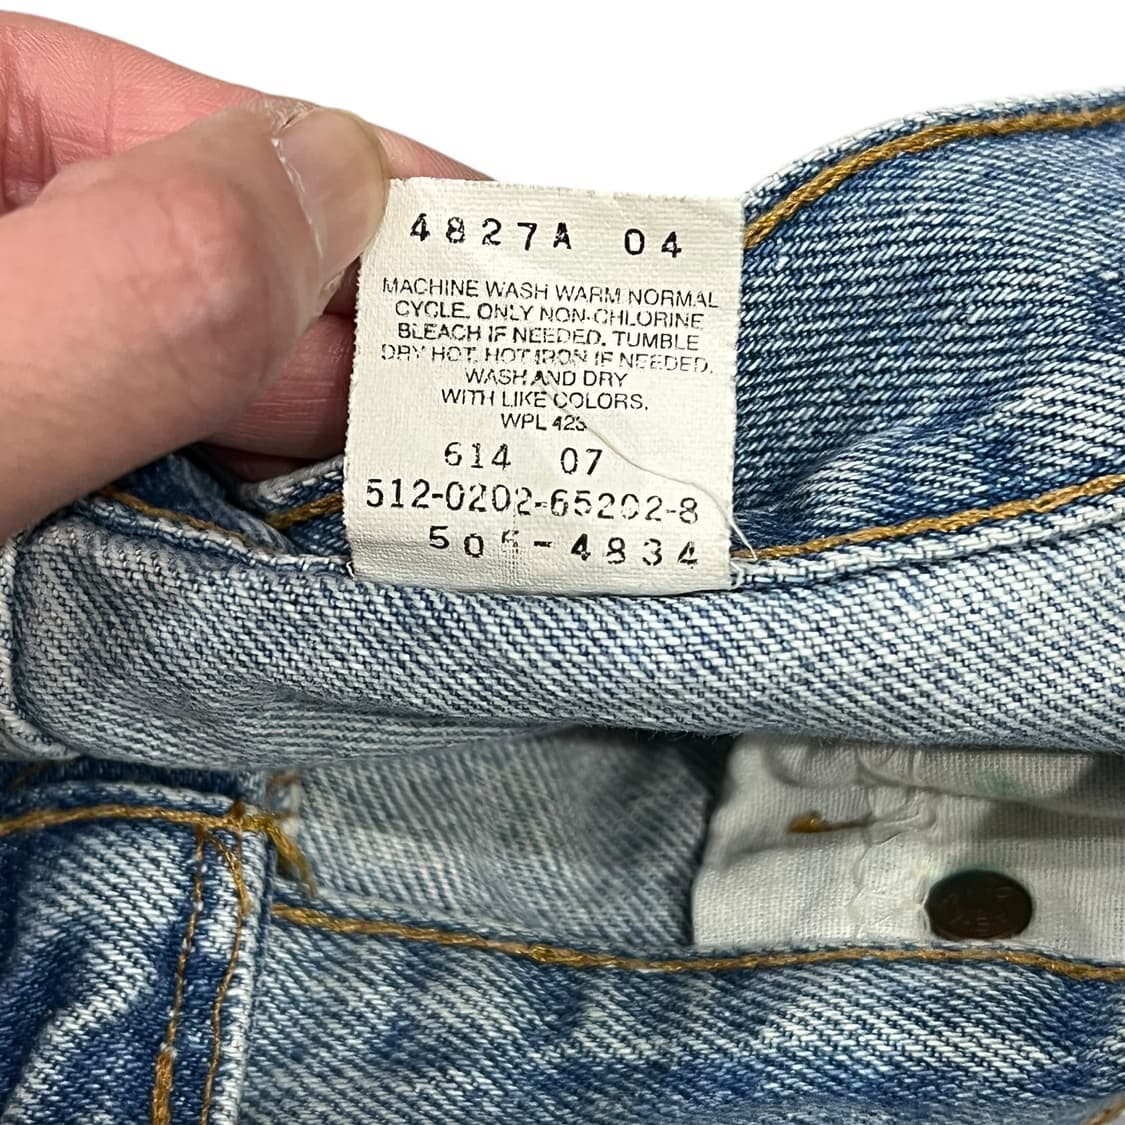 4827A 04
MACHINE WASH WARM NORMAL
CYCLE. ONLY NON-CHLORINE
BLEACH IF NEEDED. TUMBLE
DRY HOT. HOT IRON IF NEEDED.
WASH AND DRY
WITH LIKE COLORS.
WPL 423
614 07
512-0202-65202-8